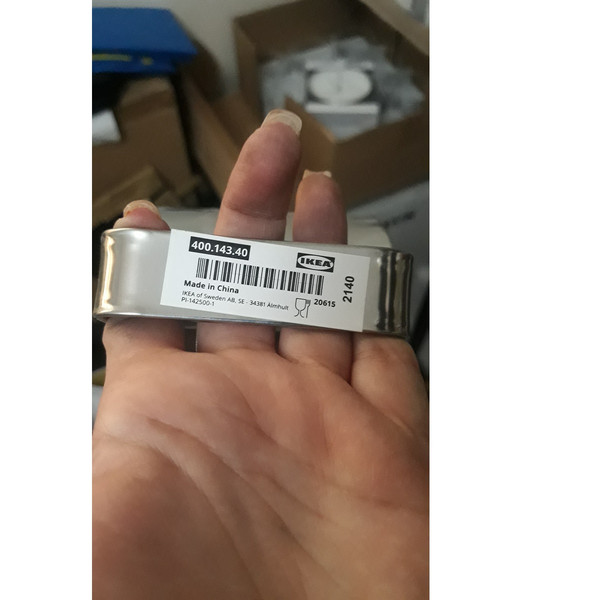 400.143.40
IKEA
Made in China
IKEA of Sweden AB, SE - 34381 Älmhult
PI-142500-1
20615
2140